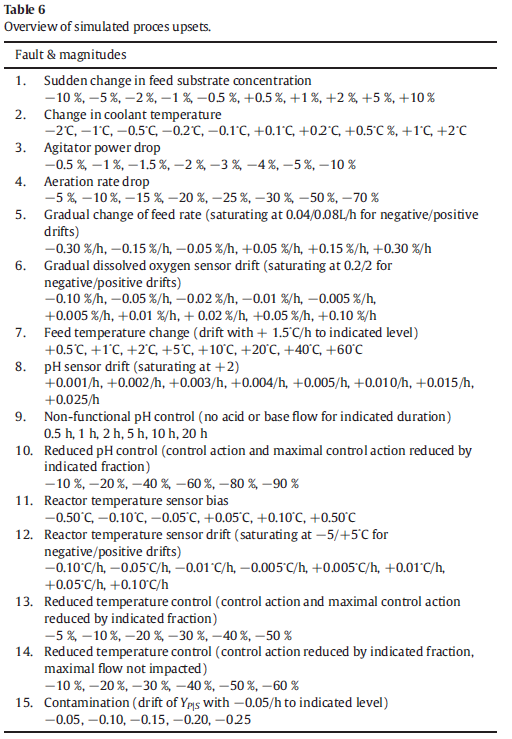 Table 6
Overview of simulated proces upsets.
Fault & magnitudes
1. Sudden change in feed substrate concentration
−10 %, −5 %, −2 %, −1 %, −0.5 %, +0.5 %, +1 %, +2 %, +5 %, +10 %
2. Change in coolant temperature
−2°C, −1°C, −0.5°C, −0.2°C, −0.1°C, +0.1°C, +0.2°C, +0.5°C %, +1°C, +2°C
3. Agitator power drop
−0.5 %, −1 %, −1.5 %, −2 %, −3 %, −4 %, −5 %, −10 %
4. Aeration rate drop
−5 %, −10 %, −15 %, −20 %, −25 %, −30 %, −50 %, −70 %
5. Gradual change of feed rate (saturating at 0.04/0.08L/h for negative/positive
drifts)
−0.30 %/h, −0.15 %/h, −0.05 %/h, +0.05 %/h, +0.15 %/h, +0.30 %/h
6. Gradual dissolved oxygen sensor drift (saturating at 0.2/2 for
negative/positive drifts)
−0.10 %/h, −0.05 %/h, −0.02 %/h, −0.01 %/h, −0.005 %/h,
+0.005 %/h, +0.01 %/h, + 0.02 %/h, +0.05 %/h, +0.10 %/h
7. Feed temperature change (drift with + 1.5°C/h to indicated level)
+0.5°C, +1°C, +2°C, +5°C, +10°C, +20°C, +40°C, +60°C
8. pH sensor drift (saturating at +2)
+0.001/h, +0.002/h, +0.003/h, +0.004/h, +0.005/h, +0.010/h, +0.015/h,
+0.025/h
9. Non-functional pH control (no acid or base flow for indicated duration)
0.5 h, 1 h, 2 h, 5 h, 10 h, 20 h
10. Reduced pH control (control action and maximal control action reduced by
indicated fraction)
−10 %, −20 %, −40 %, −60 %, −80 %, −90 %
11. Reactor temperature sensor bias
−0.50°C, −0.10°C, −0.05°C, +0.05°C, +0.10°C, +0.50°C
12. Reactor temperature sensor drift (saturating at −5/+5°C for
negative/positive drifts)
−0.10°C/h, −0.05°C/h, −0.01°C/h, −0.005°C/h, +0.005°C/h, +0.01°C/h,
+0.05°C/h, +0.10°C/h
13. Reduced temperature control (control action and maximal control action
reduced by indicated fraction)
−5 %, −10 %, −20 %, −30 %, −40 %, −50 %
14. Reduced temperature control (control action reduced by indicated fraction,
maximal flow not impacted)
−10 %, −20 %, −30 %, −40 %, −50 %, −60 %
15. Contamination (drift of Y_P|S with −0.05/h to indicated level)
−0.05, −0.10, −0.15, −0.20, −0.25